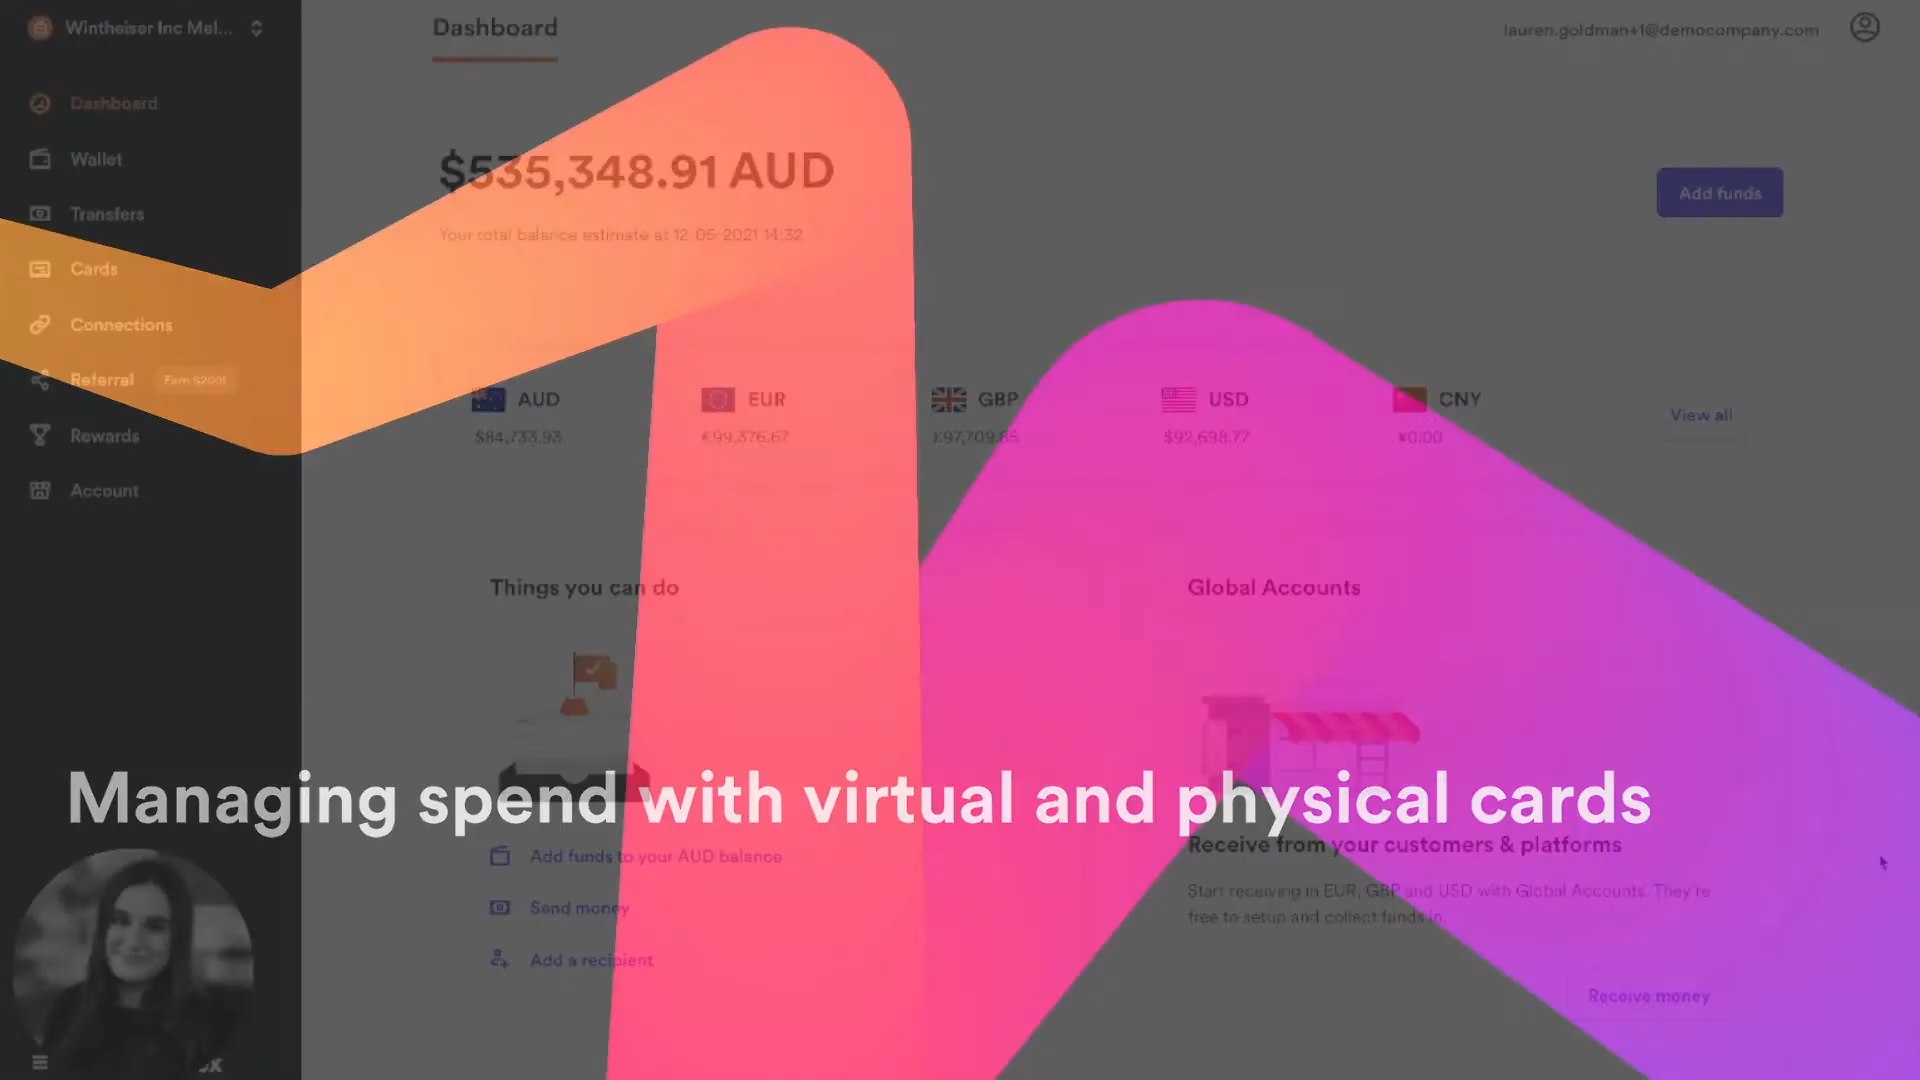 Wintheiser Inc Mel...
Dashboard
lauren.goldman+1@democompany.com
Dashboard
Wallet
Transfers
Cards
Connections
Referral
Earn $200!
Rewards
Account
$535,348.91 AUD
Your total balance estimate at 12-05-2021 14:32
Add funds
AUD
$84,733.93
EUR
€99,376.67
GBP
£97,709.85
USD
$92,698.77
CNY
¥0.00
View all
Things you can do
Global Accounts
Managing spend with virtual and physical cards
Add funds to your AUD balance
Send money
Add a recipient
Receive from your customers & platforms
Start receiving in EUR, GBP and USD with Global Accounts. They're
free to setup and collect funds in.
Receive money